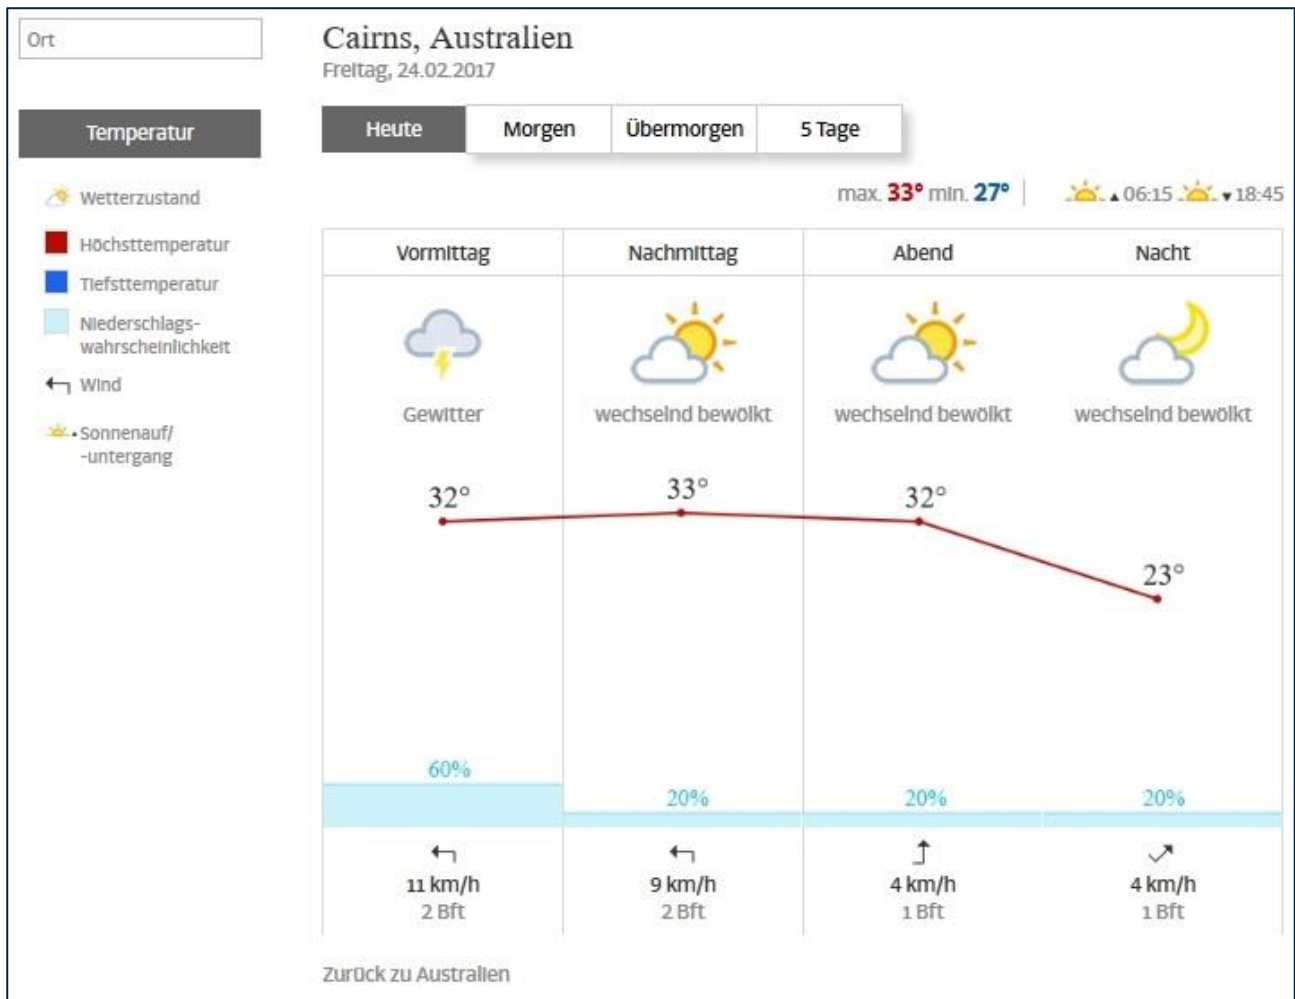 Ort
Temperatur
Wetterzustand
Höchsttemperatur
Tiefsttemperatur
Niederschlags-
wahrscheinlichkeit
Wind
Sonnenauf/
-untergang
Cairns, Australien
Freitag, 24.02.2017
Heute Morgen Übermorgen 5 Tage
max. 33° min. 27° 06:15 18:45
Vormittag Nachmittag Abend Nacht
Gewitter wechselnd bewölkt wechselnd bewölkt wechselnd bewölkt
32° 33° 32° 23°
60% 20% 20% 20%
11 km/h 9 km/h 4 km/h 4 km/h
2 Bft 2 Bft 1 Bft 1 Bft
Zurück zu Australien